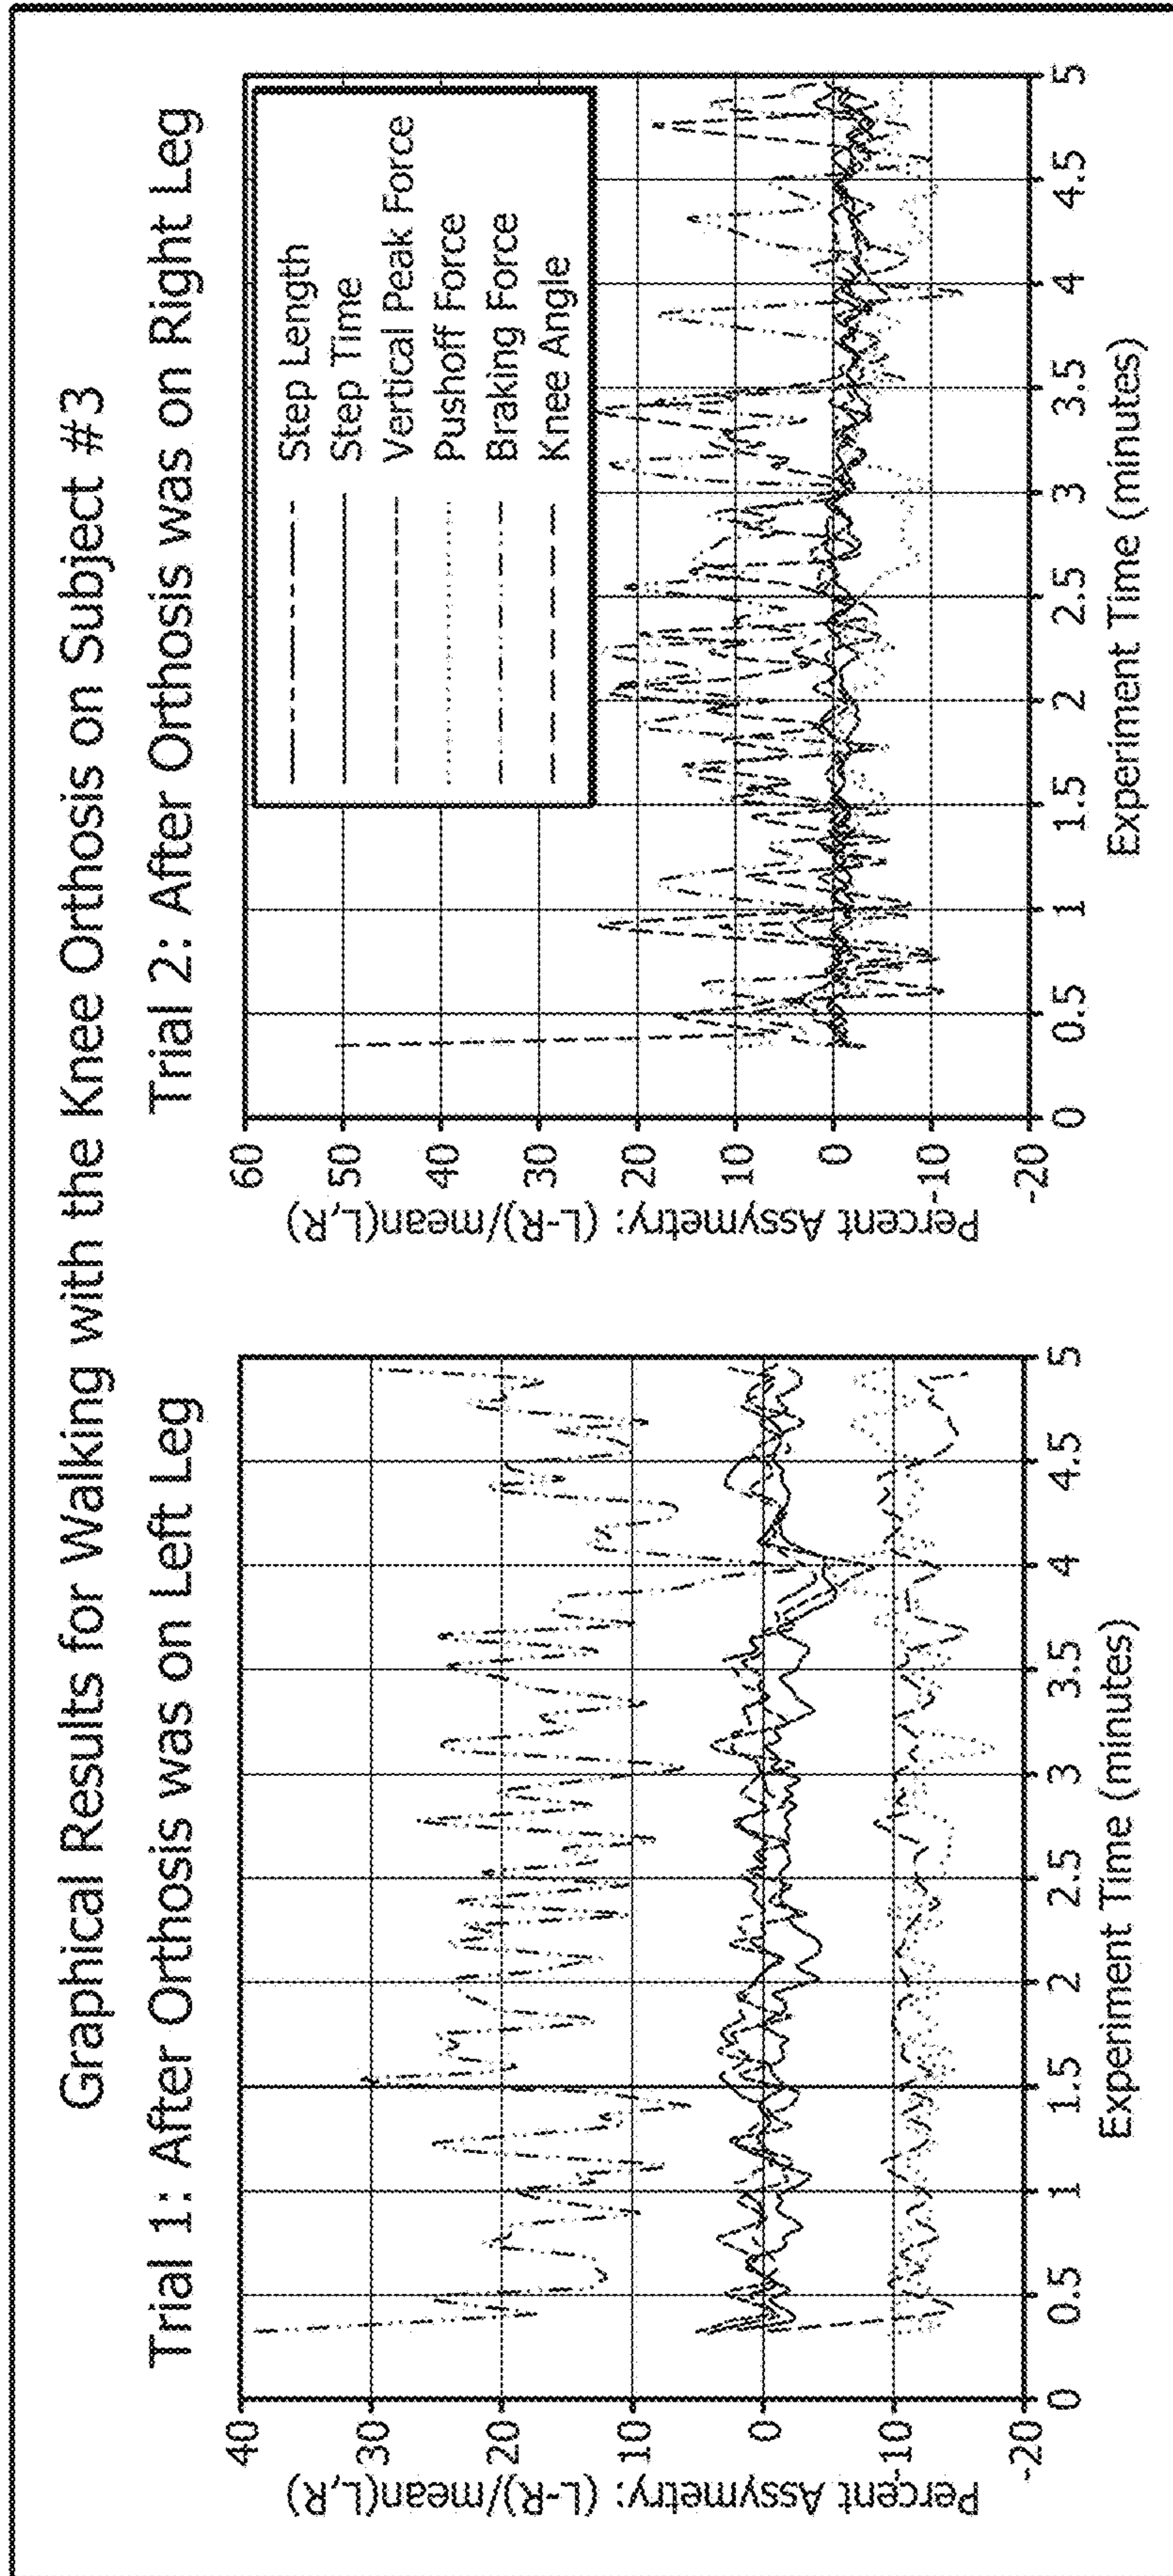 Graphical Results for Walking with the Knee Orthosis on Subject #3
Trial 1: After Orthosis was on Left Leg
Percent Assymetry: (L-R)/mean(L,R)
40
30
20
10
0
-10
-20
0
0.5
1
1.5
2
2.5
3
3.5
4
4.5
5
Experiment Time (minutes)
Trial 2: After Orthosis was on Right Leg
Percent Assymetry: (L-R)/mean(L,R)
60
50
40
30
20
10
0
-10
-20
0
0.5
1
1.5
2
2.5
3
3.5
4
4.5
5
Experiment Time (minutes)
Step Length
Step Time
Vertical Peak Force
Pushoff Force
Braking Force
Knee Angle